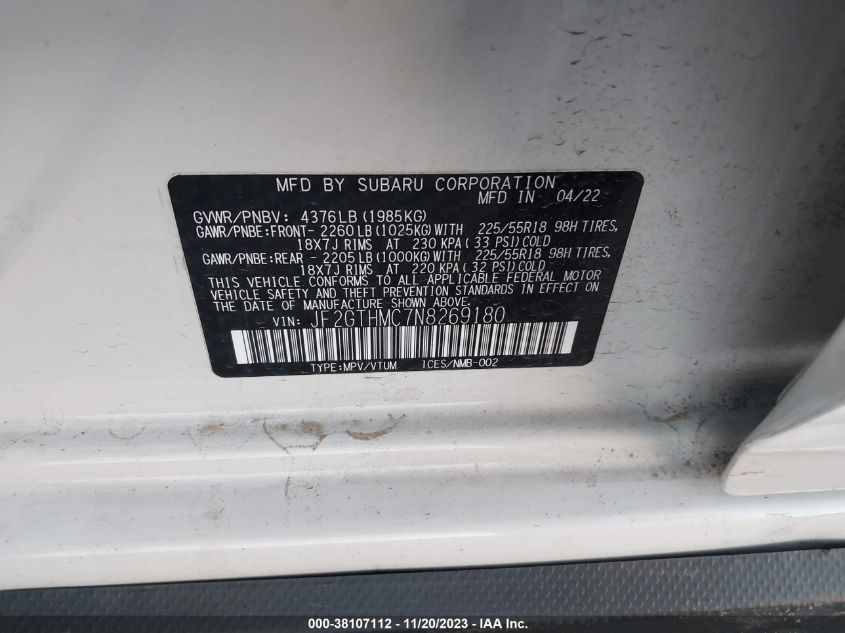 MFD BY SUBARU CORPORATION
MFD IN 04/22
GVWR/PNBV: 4376LB(1985KG)
GAWR/PNBE:FRONT- 2260LB(1025KG)WITH 225/55R18 98H TIRES,
18X7J RIMS AT 230 KPA(33 PSI)COLD
GAWR/PNBE:REAR - 2205LB(1000KG)WITH 225/55R18 98H TIRES,
18X7J RIMS AT 220 KPA(32 PSI)COLD
THIS VEHICLE CONFORMS TO ALL APPLICABLE FEDERAL MOTOR
VEHICLE SAFETY AND THEFT PREVENTION STANDARDS IN EFFECT ON
THE DATE OF MANUFACTURE SHOWN ABOVE.
VIN: JF2GTHMC7N8269180
TYPE:MPV/VTUM ICES/NMB-002
000-38107112 - 11/20/2023 - ©IAA, Inc.